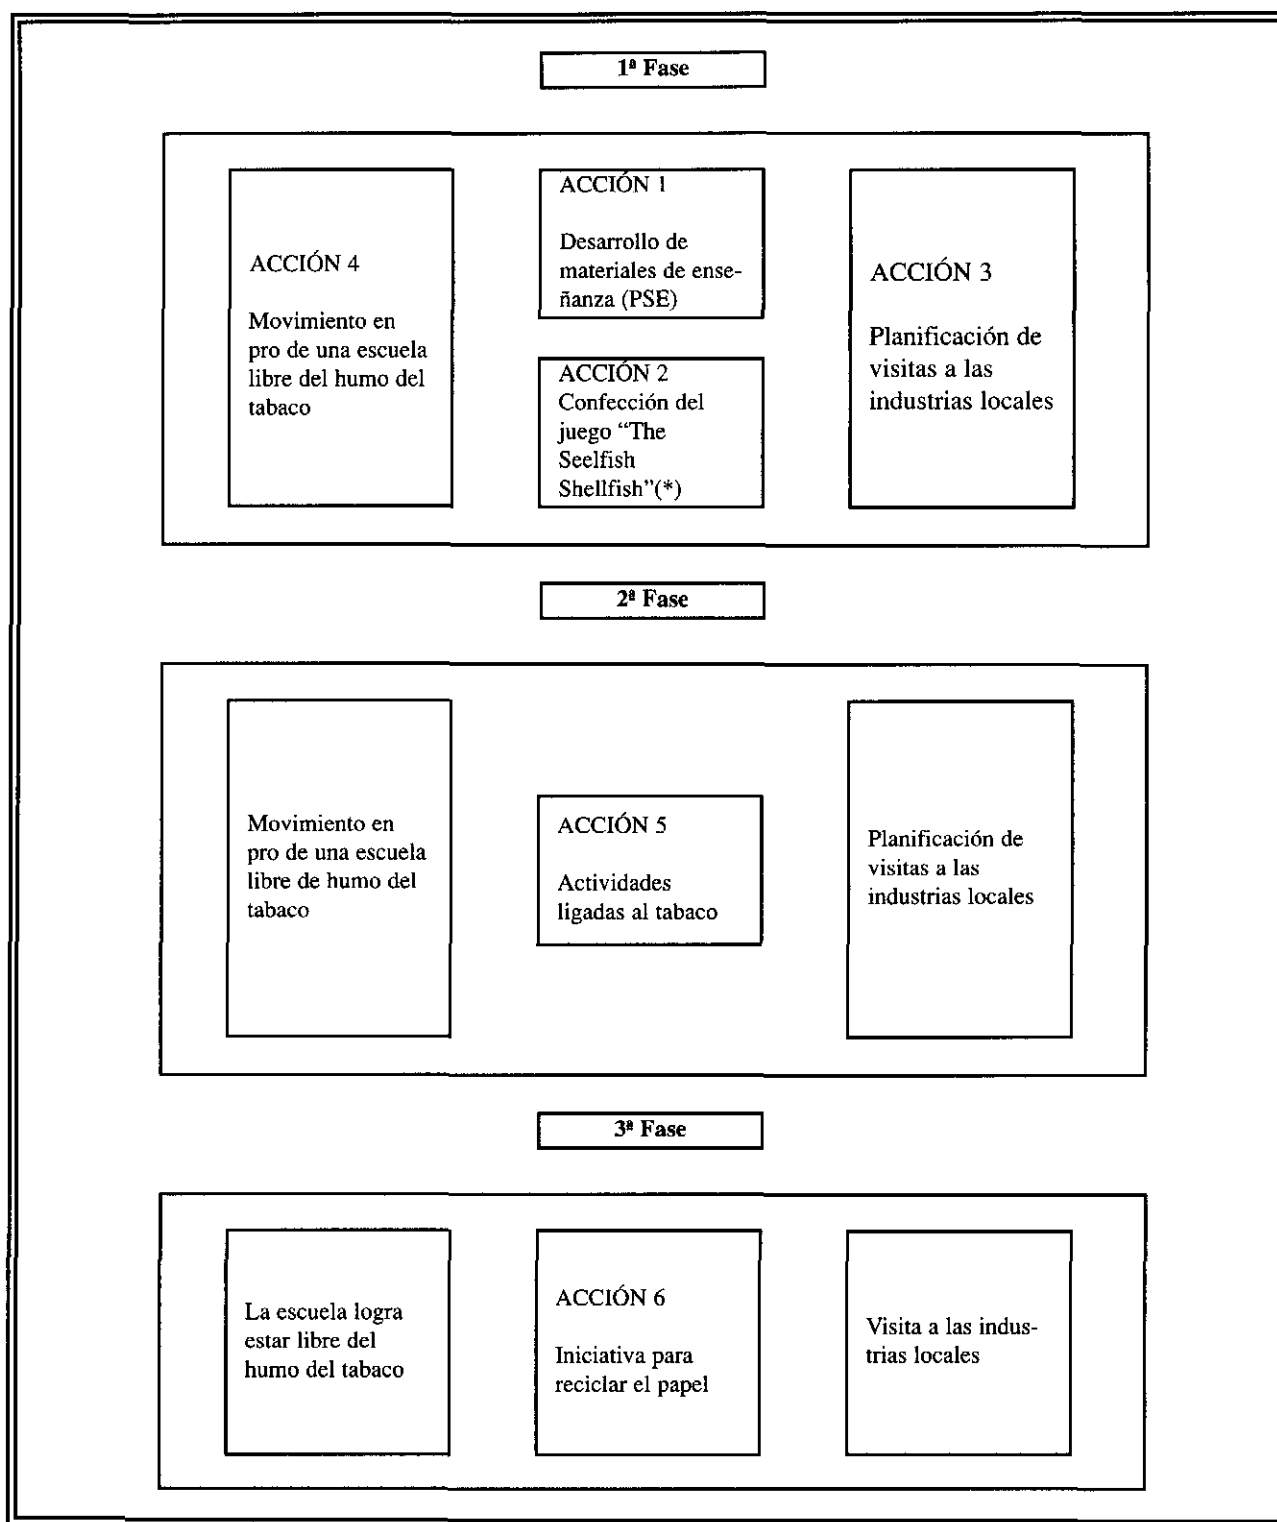 1ª Fase
ACCIÓN 4
Movimiento en
pro de una escuela
libre del humo del
tabaco
ACCIÓN 1
Desarrollo de
materiales de ense-
ñanza (PSE)
ACCIÓN 2
Confección del
juego “The
Seelfish
Shellfish”(*)
ACCIÓN 3
Planificación de
visitas a las
industrias locales
2ª Fase
Movimiento en
pro de una escuela
libre de humo del
tabaco
ACCIÓN 5
Actividades
ligadas al tabaco
Planificación de
visitas a las
industrias locales
3ª Fase
La escuela logra
estar libre del
humo del tabaco
ACCIÓN 6
Iniciativa para
reciclar el papel
Visita a las indus-
trias locales